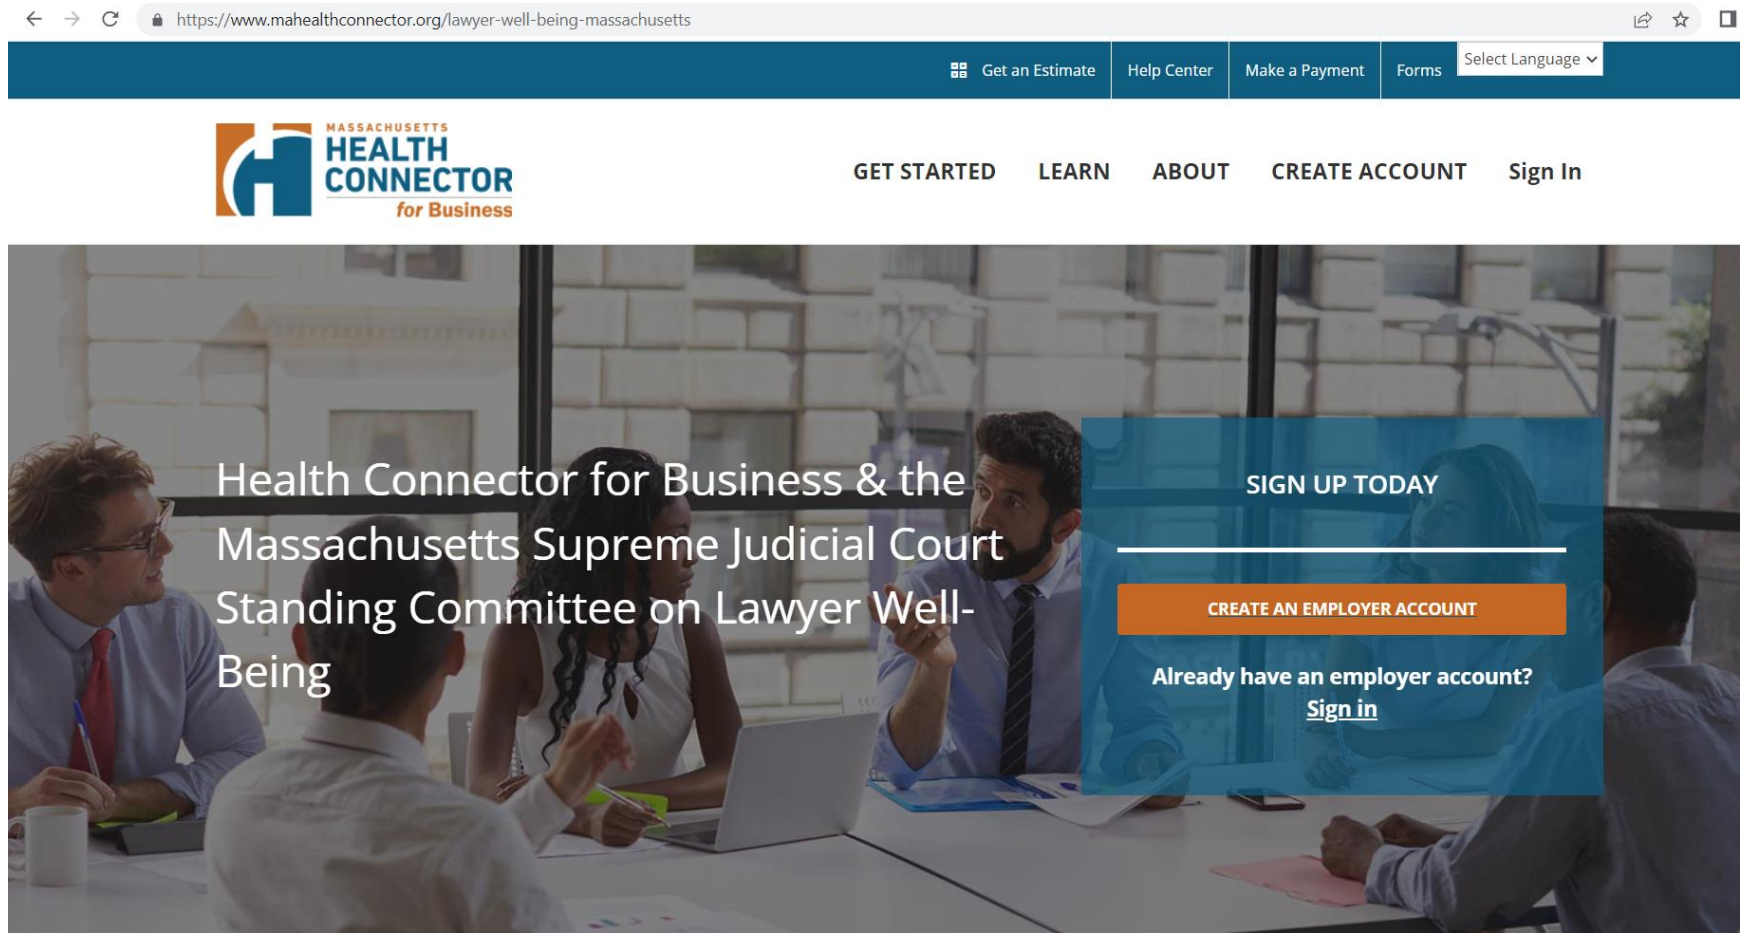 https://www.mahealthconnector.org/lawyer-well-being-massachusetts
Get an Estimate
Help Center
Make a Payment
Forms
Select Language
MASSACHUSETTS
HEALTH
CONNECTOR
for Business
GET STARTED
LEARN
ABOUT
CREATE ACCOUNT
Sign In
Health Connector for Business & the
Massachusetts Supreme Judicial Court
Standing Committee on Lawyer Well-
Being
SIGN UP TODAY
CREATE AN EMPLOYER ACCOUNT
Already have an employer account?
Sign in